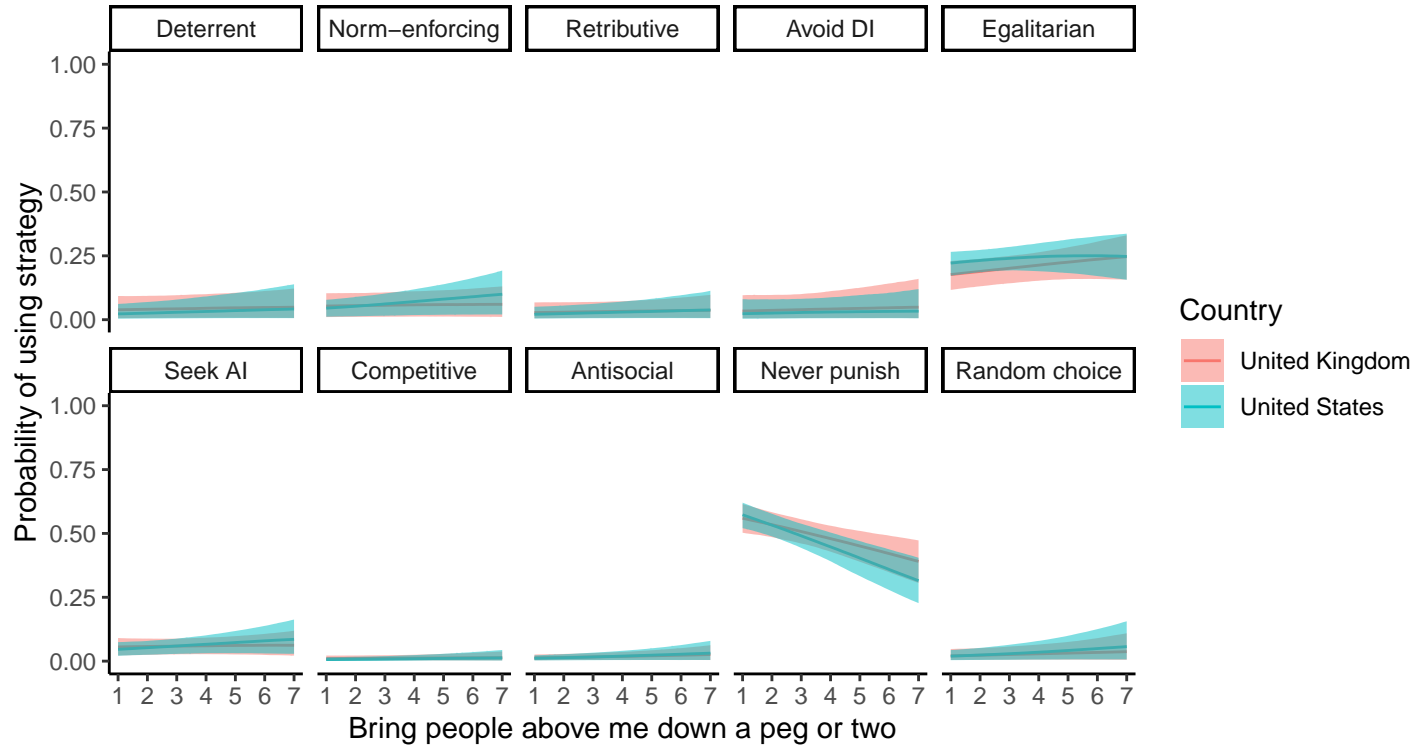 Deterrent
Norm−enforcing
Retributive
Avoid DI
Egalitarian
1.00
0.75
0.50
0.25
0.00
Seek AI
Competitive
Antisocial
Never punish
Random choice
1.00
0.75
0.50
0.25
0.00
1 2 3 4 5 6 7
1 2 3 4 5 6 7
1 2 3 4 5 6 7
1 2 3 4 5 6 7
1 2 3 4 5 6 7
Bring people above me down a peg or two
Probability of using strategy
Country
United Kingdom
United States